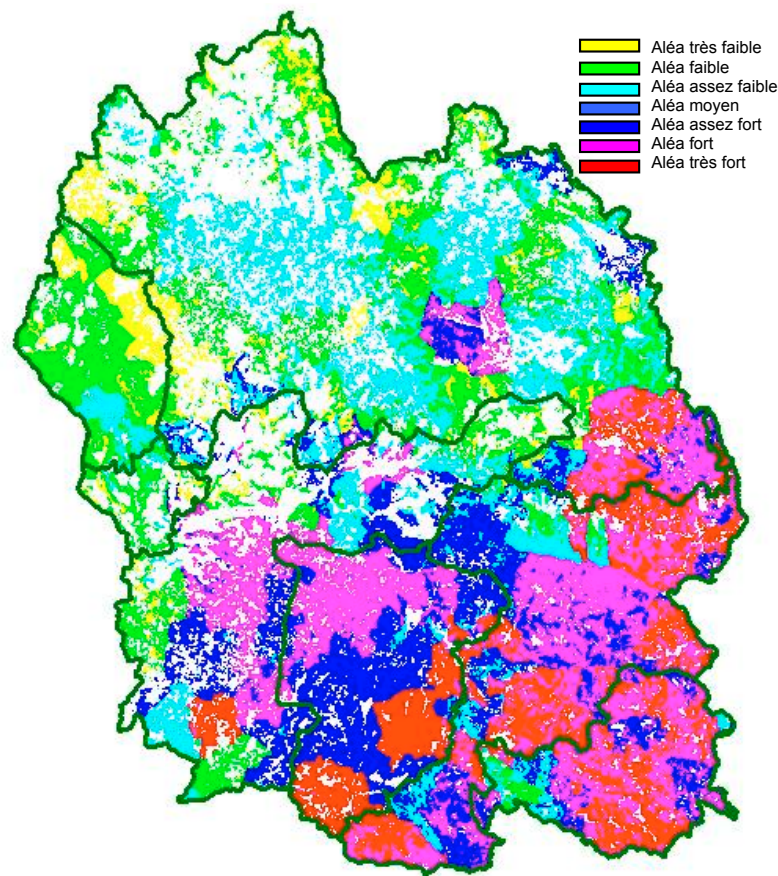 Aléa très faible
Aléa faible
Aléa assez faible
Aléa moyen
Aléa assez fort
Aléa fort
Aléa très fort